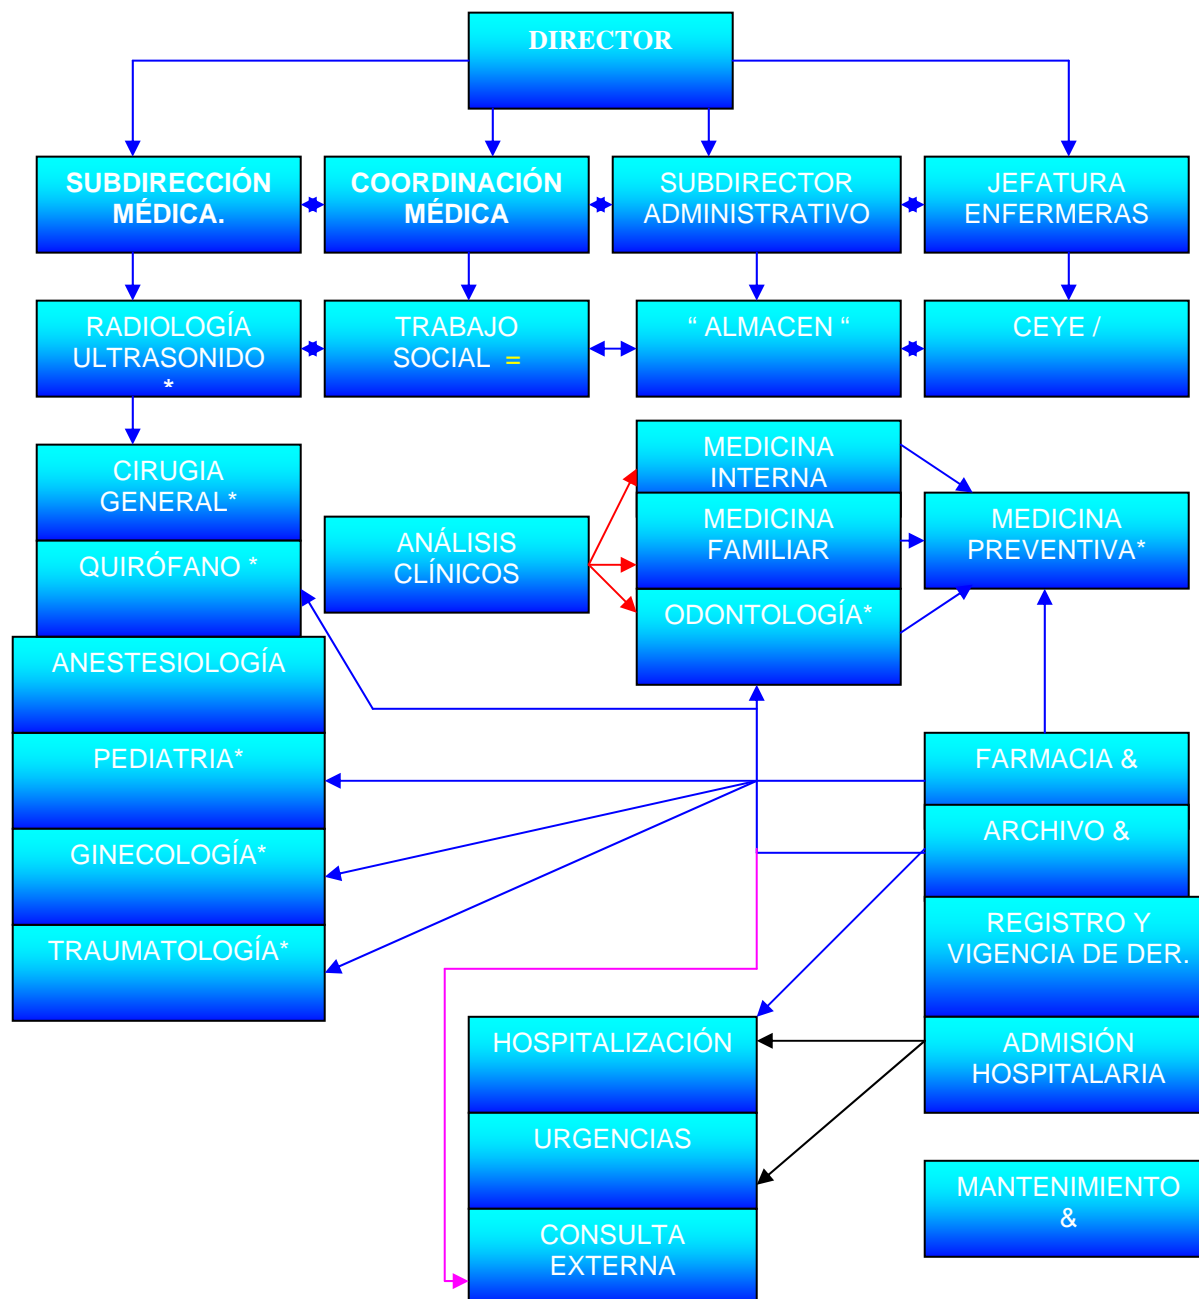 DIRECTOR
SUBDIRECCIÓN
MÉDICA.
COORDINACIÓN
MÉDICA
SUBDIRECTOR
ADMINISTRATIVO
JEFATURA
ENFERMERAS
RADIOLOGÍA
ULTRASONIDO
*
TRABAJO
SOCIAL =
“ ALMACEN “
CEYE /
CIRUGIA
GENERAL*
QUIRÓFANO *
ANESTESIOLOGÍA
PEDIATRIA*
GINECOLOGÍA*
TRAUMATOLOGÍA*
ANÁLISIS
CLÍNICOS
MEDICINA
INTERNA
MEDICINA
FAMILIAR
ODONTOLOGÍA*
MEDICINA
PREVENTIVA*
FARMACIA &
ARCHIVO &
REGISTRO Y
VIGENCIA DE DER.
ADMISIÓN
HOSPITALARIA
HOSPITALIZACIÓN
URGENCIAS
CONSULTA
EXTERNA
MANTENIMIENTO
&